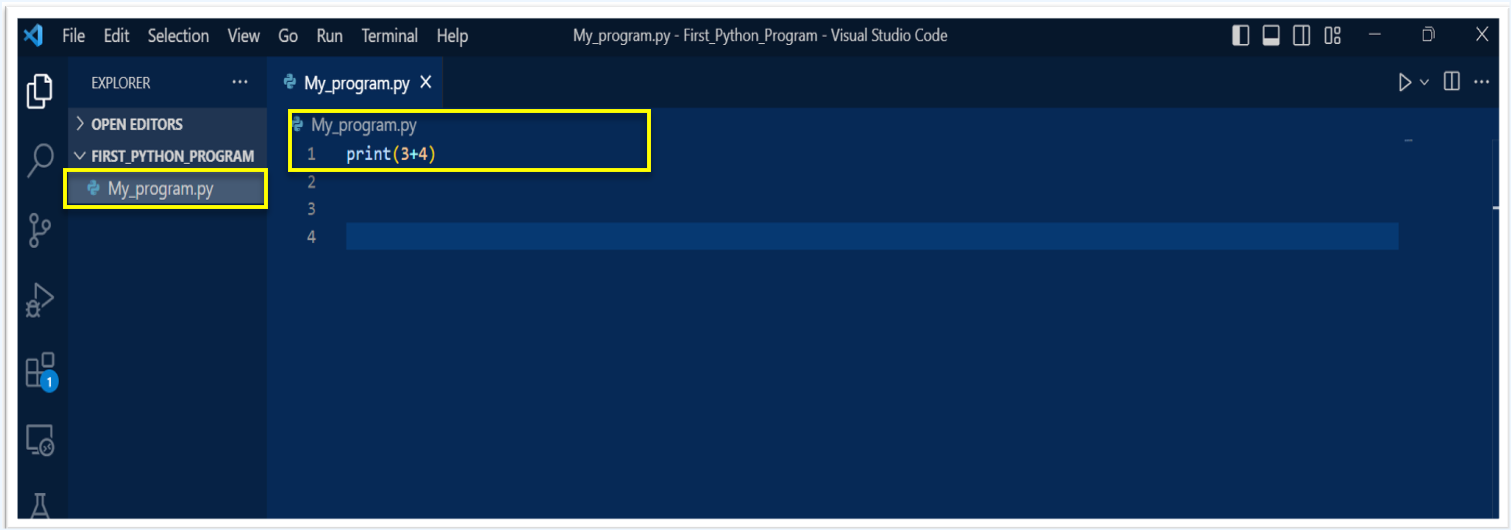 File Edit Selection View Go Run Terminal Help My_program.py - First_Python_Program - Visual Studio Code
EXPLORER ··· My_program.py X ···
> OPEN EDITORS
FIRST_PYTHON_PROGRAM
My_program.py
My_program.py
1 print(3+4)
2
3
4
1